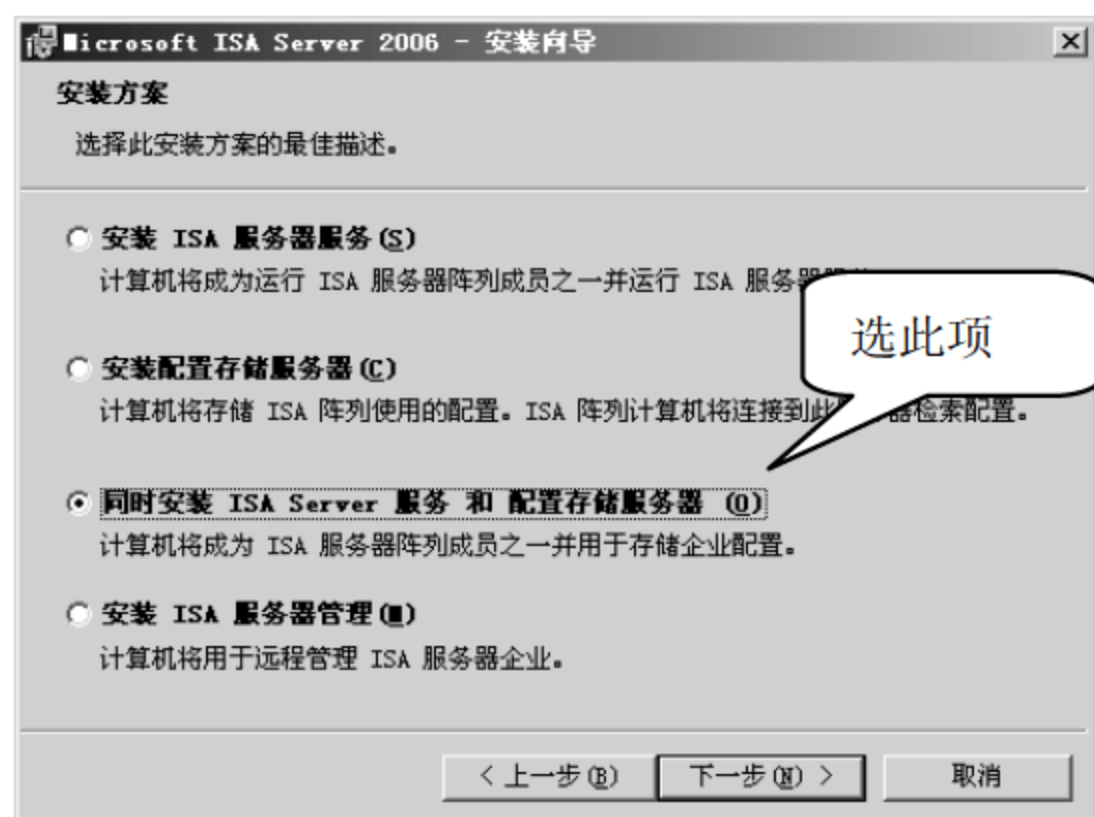 Microsoft ISA Server 2006 - 安装向导
安装方案
选择此安装方案的最佳描述。
安装 ISA 服务器服务(S)
计算机将成为运行 ISA 服务器阵列成员之一并运行 ISA 服务
选此项
安装配置存储服务器(C)
计算机将存储 ISA 阵列使用的配置。ISA 阵列计算机将连接到此 器检索配置。
同时安装 ISA Server 服务 和 配置存储服务器 (O)
计算机将成为 ISA 服务器阵列成员之一并用于存储企业配置。
安装 ISA 服务器管理(M)
计算机将用于远程管理 ISA 服务器企业。
< 上一步(B)
下一步(N) >
取消